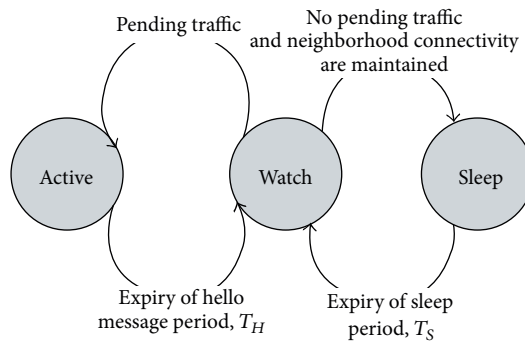 Pending traffic
No pending traffic
and neighborhood connectivity
are maintained
Active
Watch
Sleep
Expiry of hello
message period, T_H
Expiry of sleep
period, T_S